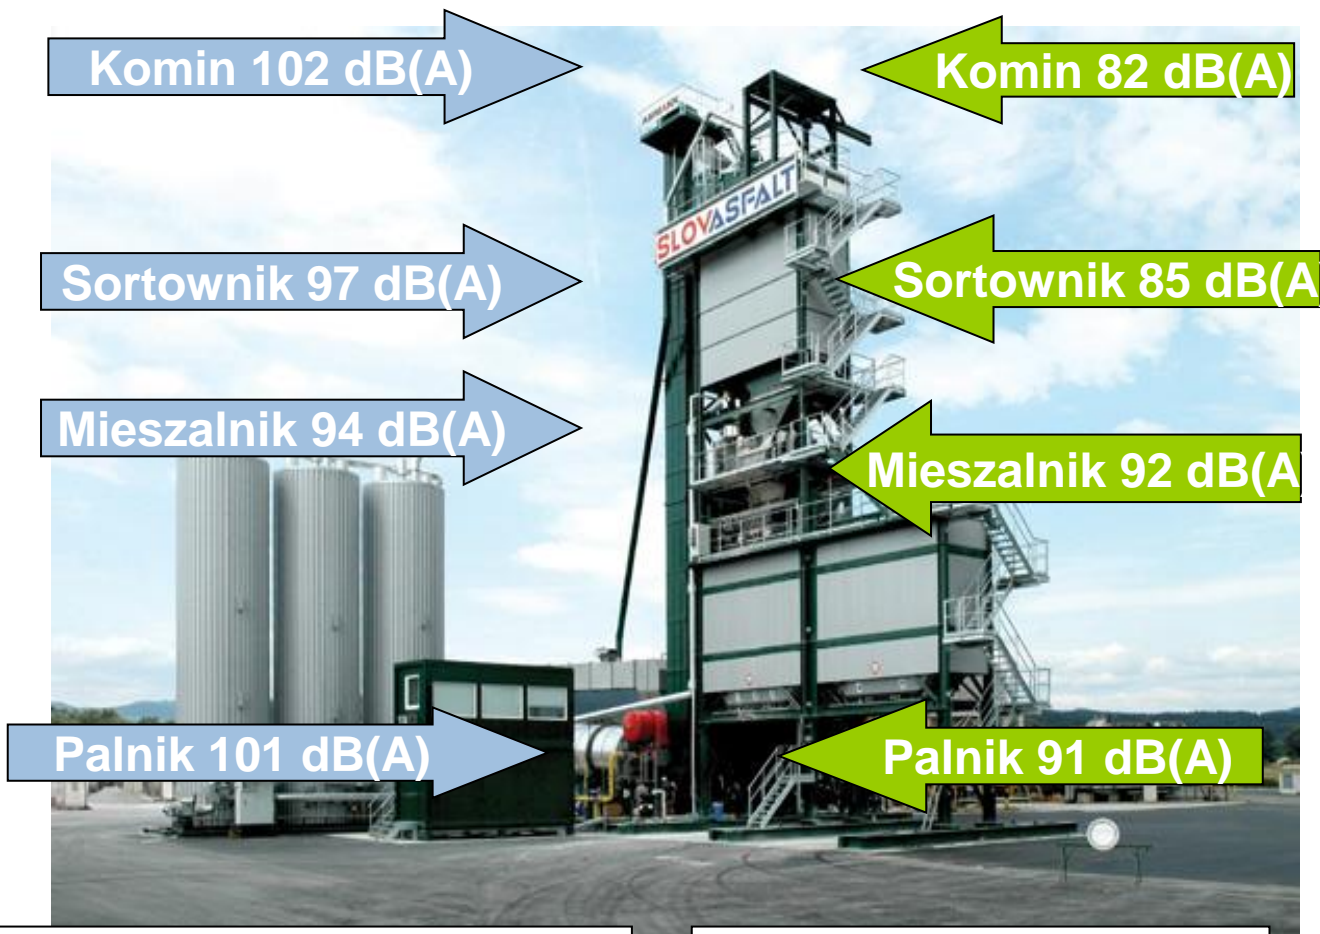 Komin 102 dB(A)
Komin 82 dB(A)
SLOVASFALT
Sortownik 97 dB(A)
Sortownik 85 dB(A
Mieszalnik 94 dB(A)
Mieszalnik 92 dB(A
Palnik 101 dB(A)
Palnik 91 dB(A)